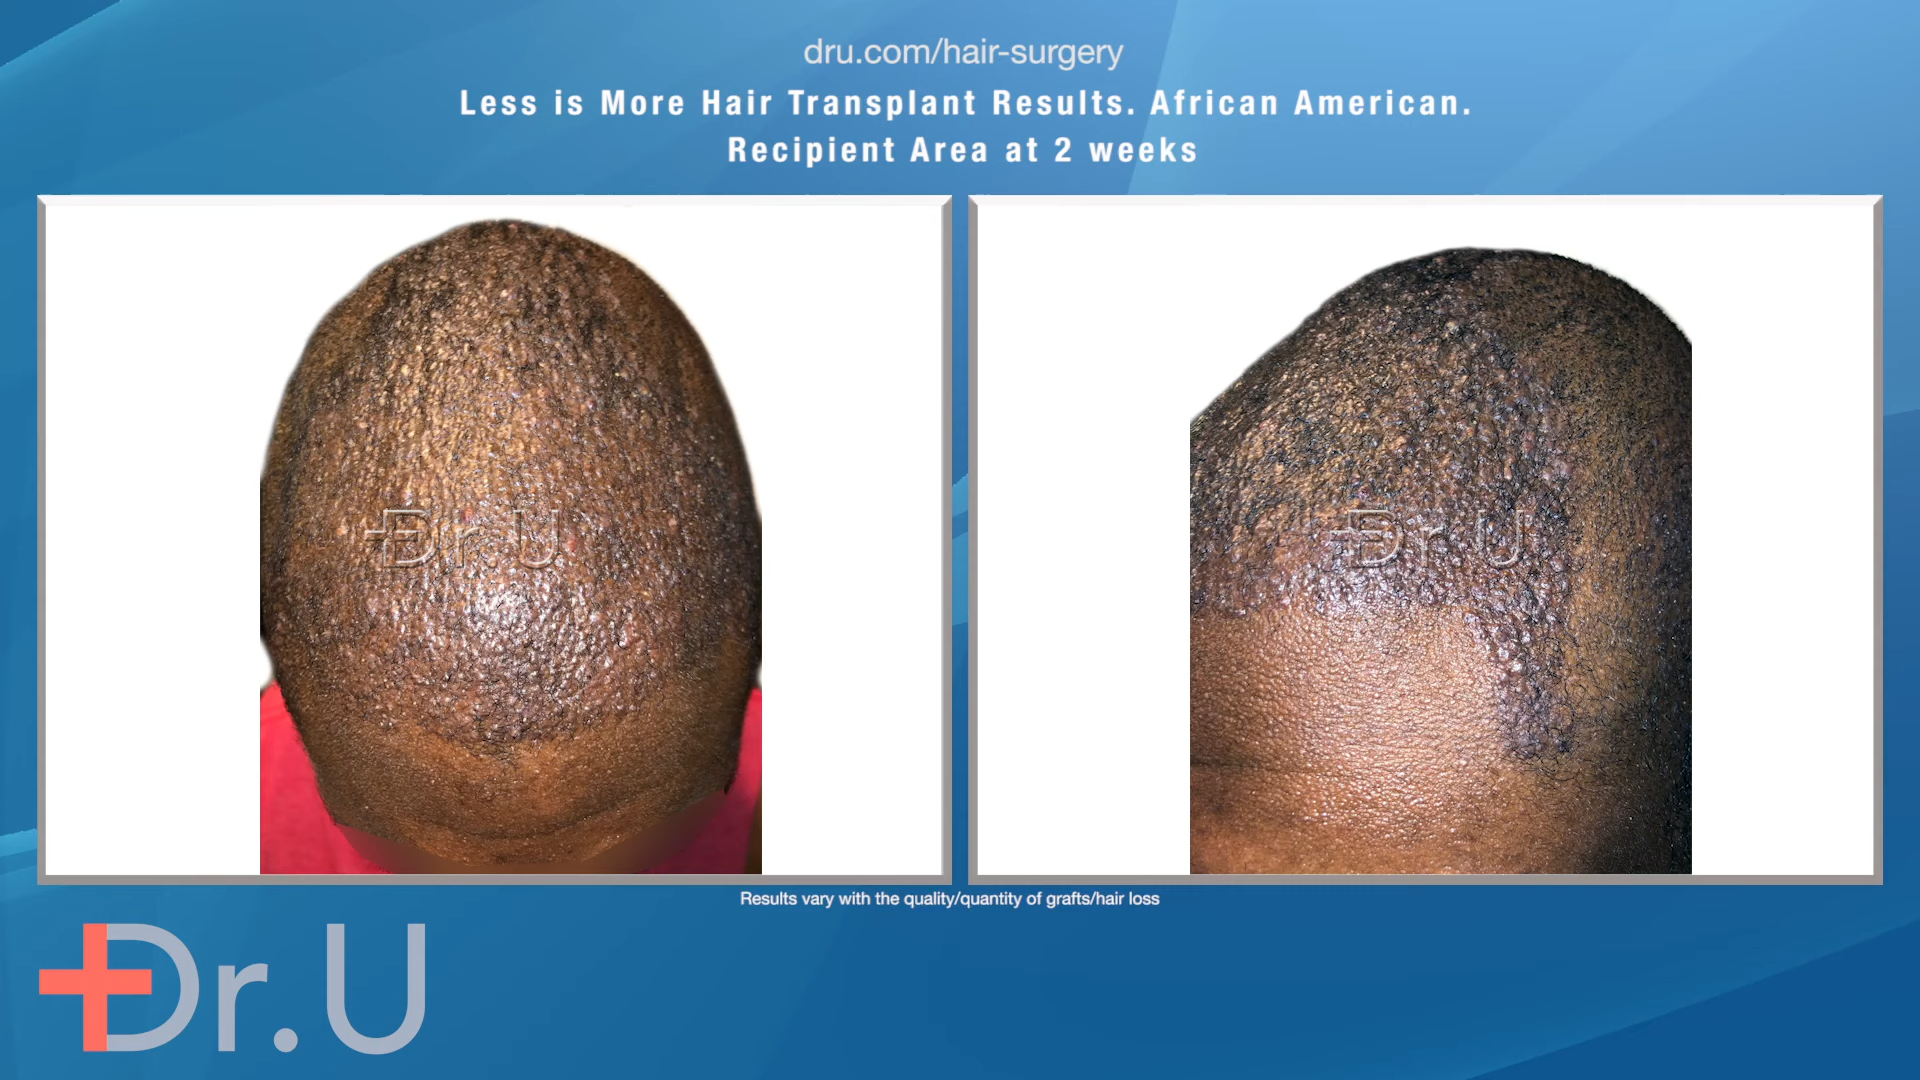 dru.com/hair-surgery
Less is More Hair Transplant Results. African American.
Recipient Area at 2 weeks
Dr.U
Dr.U
Results vary with the quality/quantity of grafts/hair loss
Dr.U